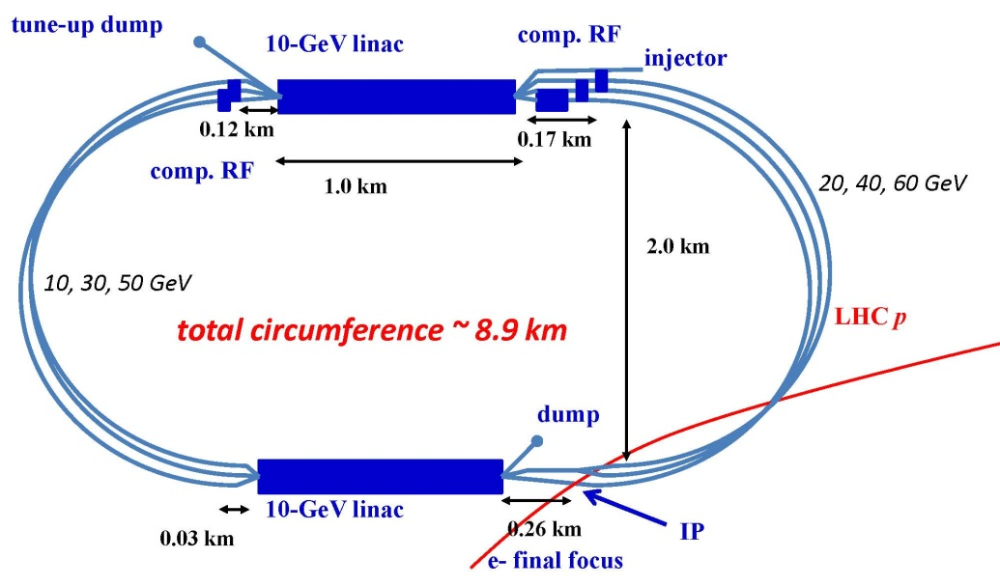 tune-up dump
10-GeV linac
comp. RF
injector
0.12 km
0.17 km
comp. RF
1.0 km
20, 40, 60 GeV
2.0 km
10, 30, 50 GeV
total circumference ~ 8.9 km
LHC p
dump
10-GeV linac
0.03 km
0.26 km
IP
e- final focus